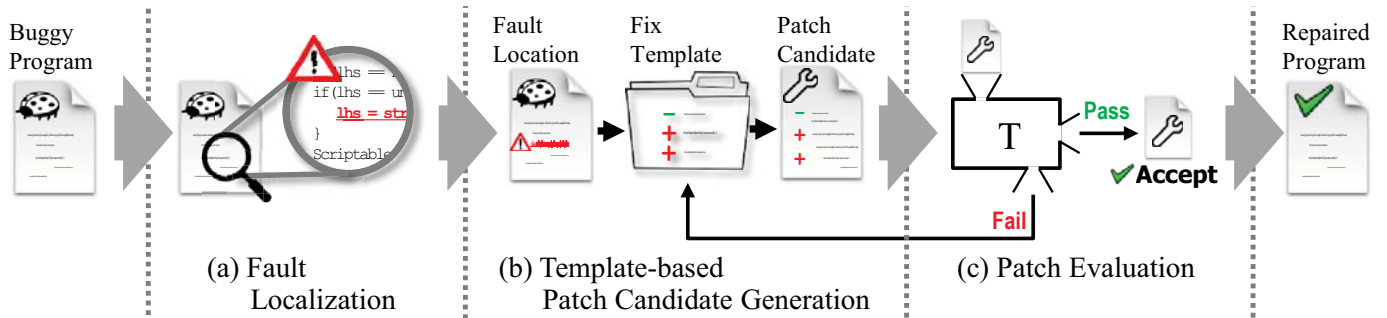 Buggy
Program
lhs ==
if(lhs == un
lhs = str
}
Scriptable
(a) Fault
Localization
Fault
Location
Fix
Template
Patch
Candidate
(b) Template-based
Patch Candidate Generation
T
Pass
Accept
Fail
(c) Patch Evaluation
Repaired
Program